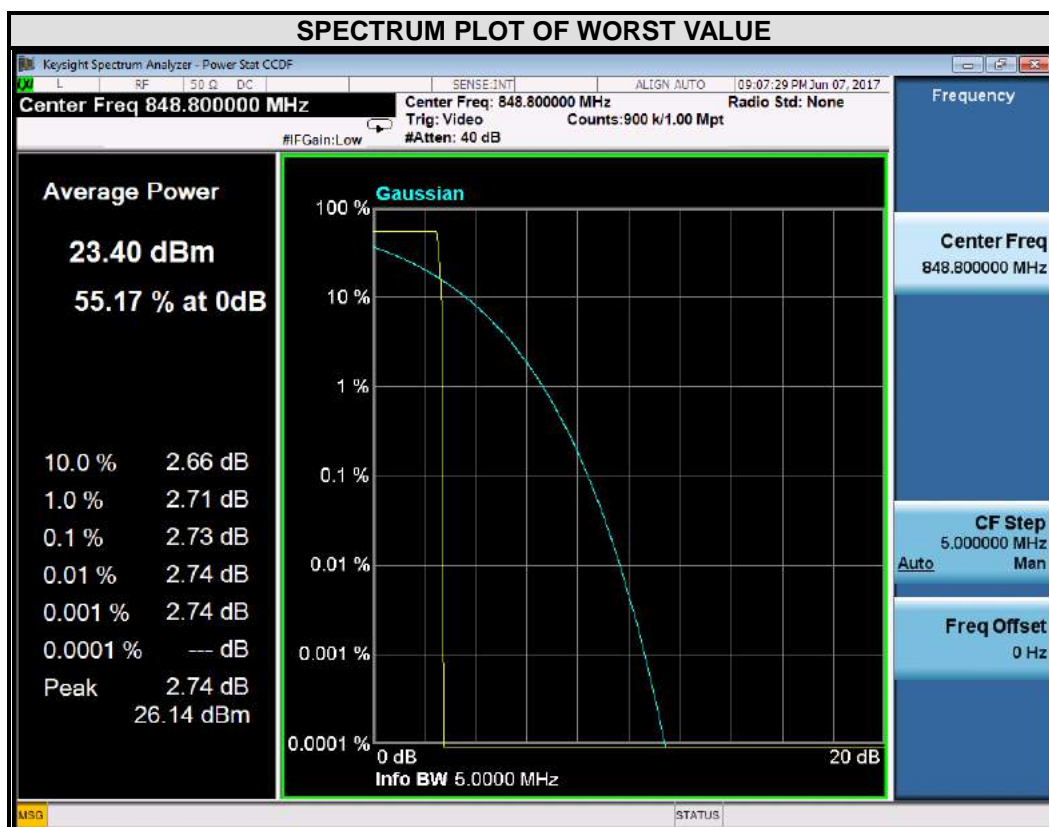 SPECTRUM PLOT OF WORST VALUE
Keysight Spectrum Analyzer - Power Stat CCDF
L RF 50 Ω DC SENSE:INT ALIGN AUTO 09:07:29 PM Jun 07, 2017
Center Freq 848.800000 MHz
Center Freq: 848.800000 MHz Radio Std: None
Trig: Video Counts:900 k/1.00 Mpt
#IFGain:Low #Atten: 40 dB
Frequency
Average Power
23.40 dBm
55.17 % at 0dB
10.0 % 2.66 dB
1.0 % 2.71 dB
0.1 % 2.73 dB
0.01 % 2.74 dB
0.001 % 2.74 dB
0.0001 % --- dB
Peak 2.74 dB
26.14 dBm
Gaussian
100 %
10 %
1 %
0.1 %
0.01 %
0.001 %
0.0001 %
0 dB 20 dB
Info BW 5.0000 MHz
Center Freq
848.800000 MHz
CF Step
5.000000 MHz
Auto Man
Freq Offset
0 Hz
MSG STATUS